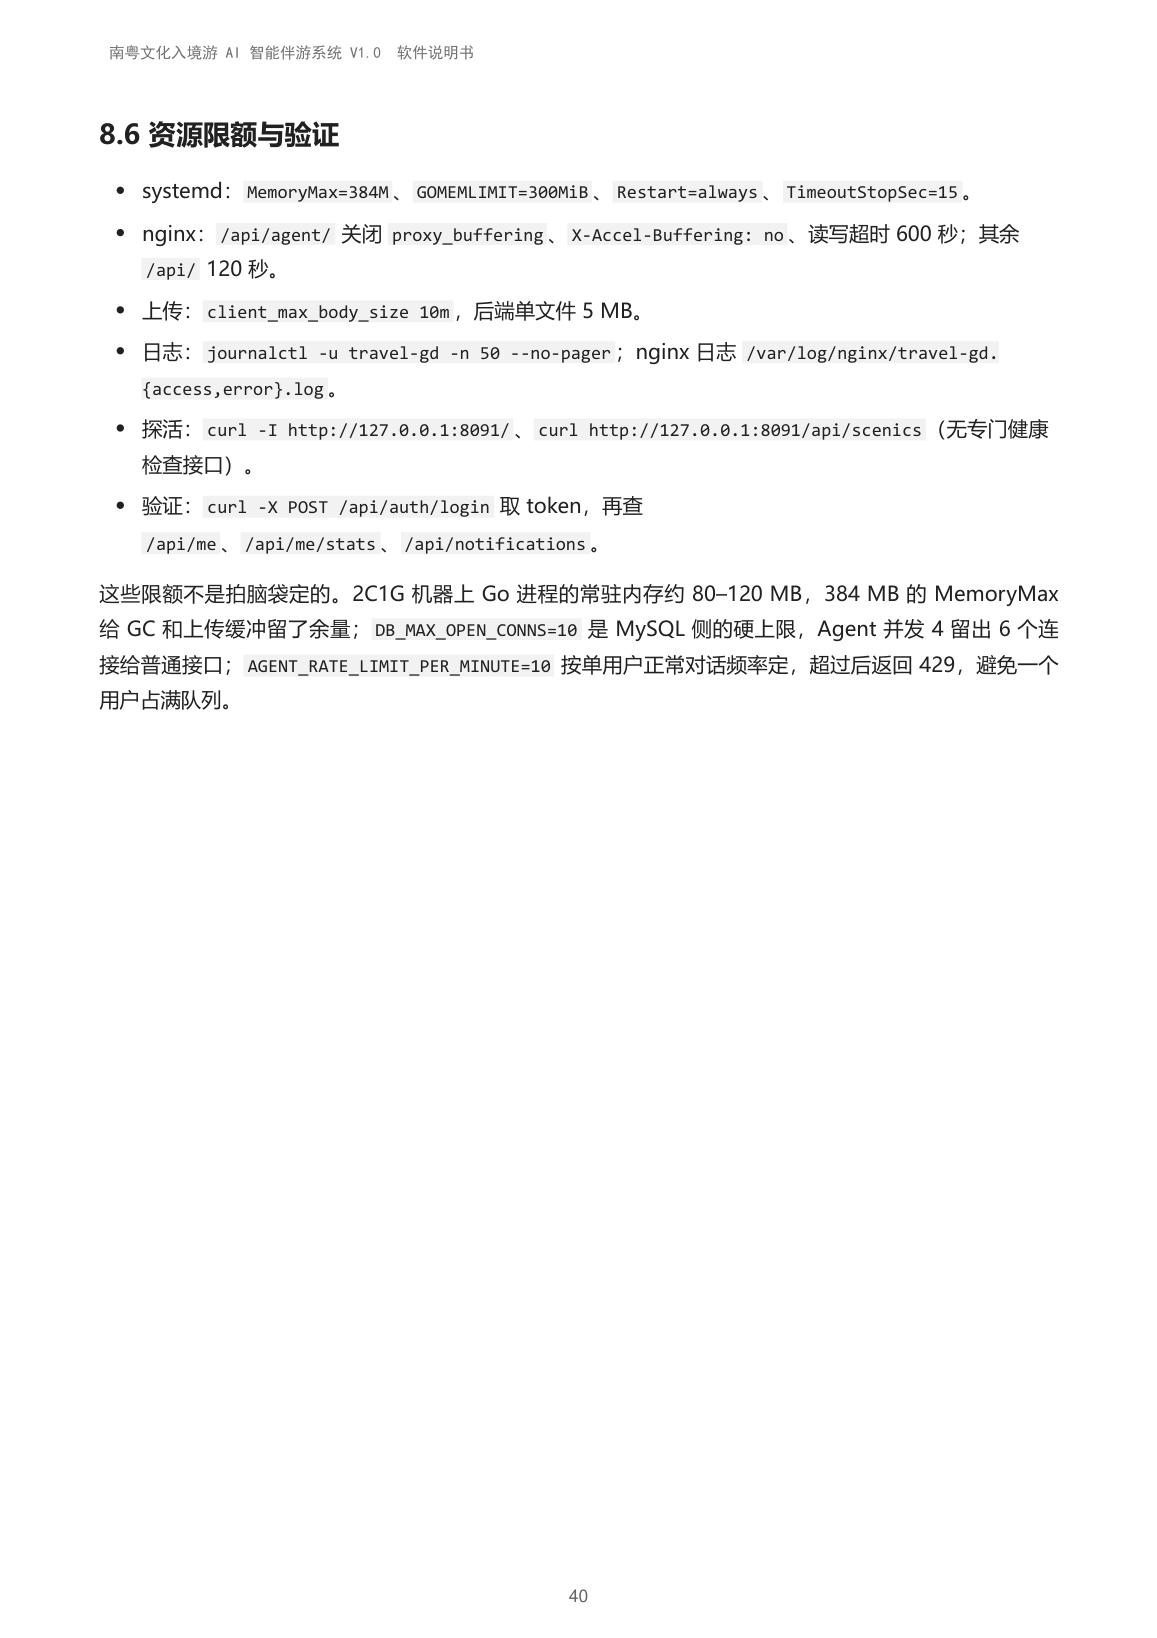 南粤文化入境游 AI 智能伴游系统 V1.0 软件说明书
8.6 资源限额与验证
• systemd：MemoryMax=384M、GOMEMLIMIT=300MiB、Restart=always、TimeoutStopSec=15。
• nginx：/api/agent/ 关闭 proxy_buffering、X-Accel-Buffering: no、读写超时 600 秒；其余
/api/ 120 秒。
• 上传：client_max_body_size 10m，后端单文件 5 MB。
• 日志：journalctl -u travel-gd -n 50 --no-pager；nginx 日志 /var/log/nginx/travel-gd.
{access,error}.log。
• 探活：curl -I http://127.0.0.1:8091/、curl http://127.0.0.1:8091/api/scenics（无专门健康
检查接口）。
• 验证：curl -X POST /api/auth/login 取 token，再查
/api/me、/api/me/stats、/api/notifications。
这些限额不是拍脑袋定的。2C1G 机器上 Go 进程的常驻内存约 80–120 MB，384 MB 的 MemoryMax
给 GC 和上传缓冲留了余量；DB_MAX_OPEN_CONNS=10 是 MySQL 侧的硬上限，Agent 并发 4 留出 6 个连
接给普通接口；AGENT_RATE_LIMIT_PER_MINUTE=10 按单用户正常对话频率定，超过后返回 429，避免一个
用户占满队列。
40